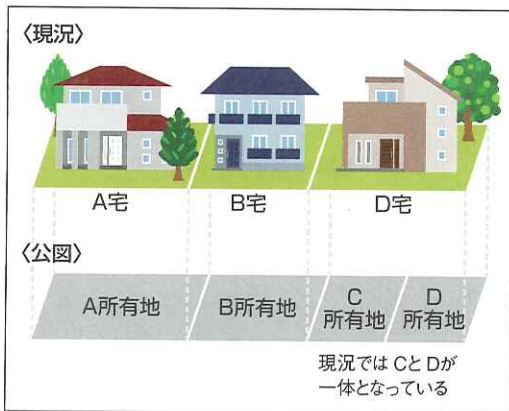 〈現況〉
A宅
B宅
D宅
〈公図〉
A所有地
B所有地
C
所有地
D
所有地
現況では CとDが
一体となっている